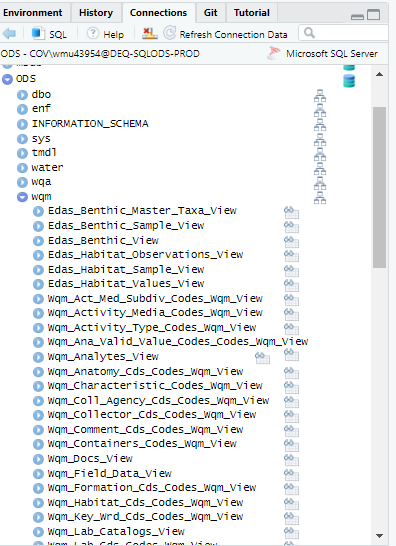 Environment History Connections Git Tutorial
SQL Help Refresh Connection Data
ODS - COV\wmu43954@DEQ-SQLODS-PROD Microsoft SQL Server
ODS
dbo
enf
INFORMATION_SCHEMA
sys
tmdl
water
wqa
wqm
Edas_Benthic_Master_Taxa_View
Edas_Benthic_Sample_View
Edas_Benthic_View
Edas_Habitat_Observations_View
Edas_Habitat_Sample_View
Edas_Habitat_Values_View
Wqm_Act_Med_Subdiv_Codes_Wqm_View
Wqm_Activity_Media_Codes_Wqm_View
Wqm_Activity_Type_Codes_Wqm_View
Wqm_Ana_Valid_Value_Codes_Codes_Wqm_View
Wqm_Analytes_View
Wqm_Anatomy_Cds_Codes_Wqm_View
Wqm_Characteristic_Codes_Wqm_View
Wqm_Coll_Agency_Cds_Codes_Wqm_View
Wqm_Collector_Cds_Codes_Wqm_View
Wqm_Comment_Cds_Codes_Wqm_View
Wqm_Containers_Codes_Wqm_View
Wqm_Docs_View
Wqm_Field_Data_View
Wqm_Formation_Cds_Codes_Wqm_View
Wqm_Habitat_Cds_Codes_Wqm_View
Wqm_Key_Wrd_Cds_Codes_Wqm_View
Wqm_Lab_Catalogs_View
Wqm_Lab_Cds_Codes_Wqm_View